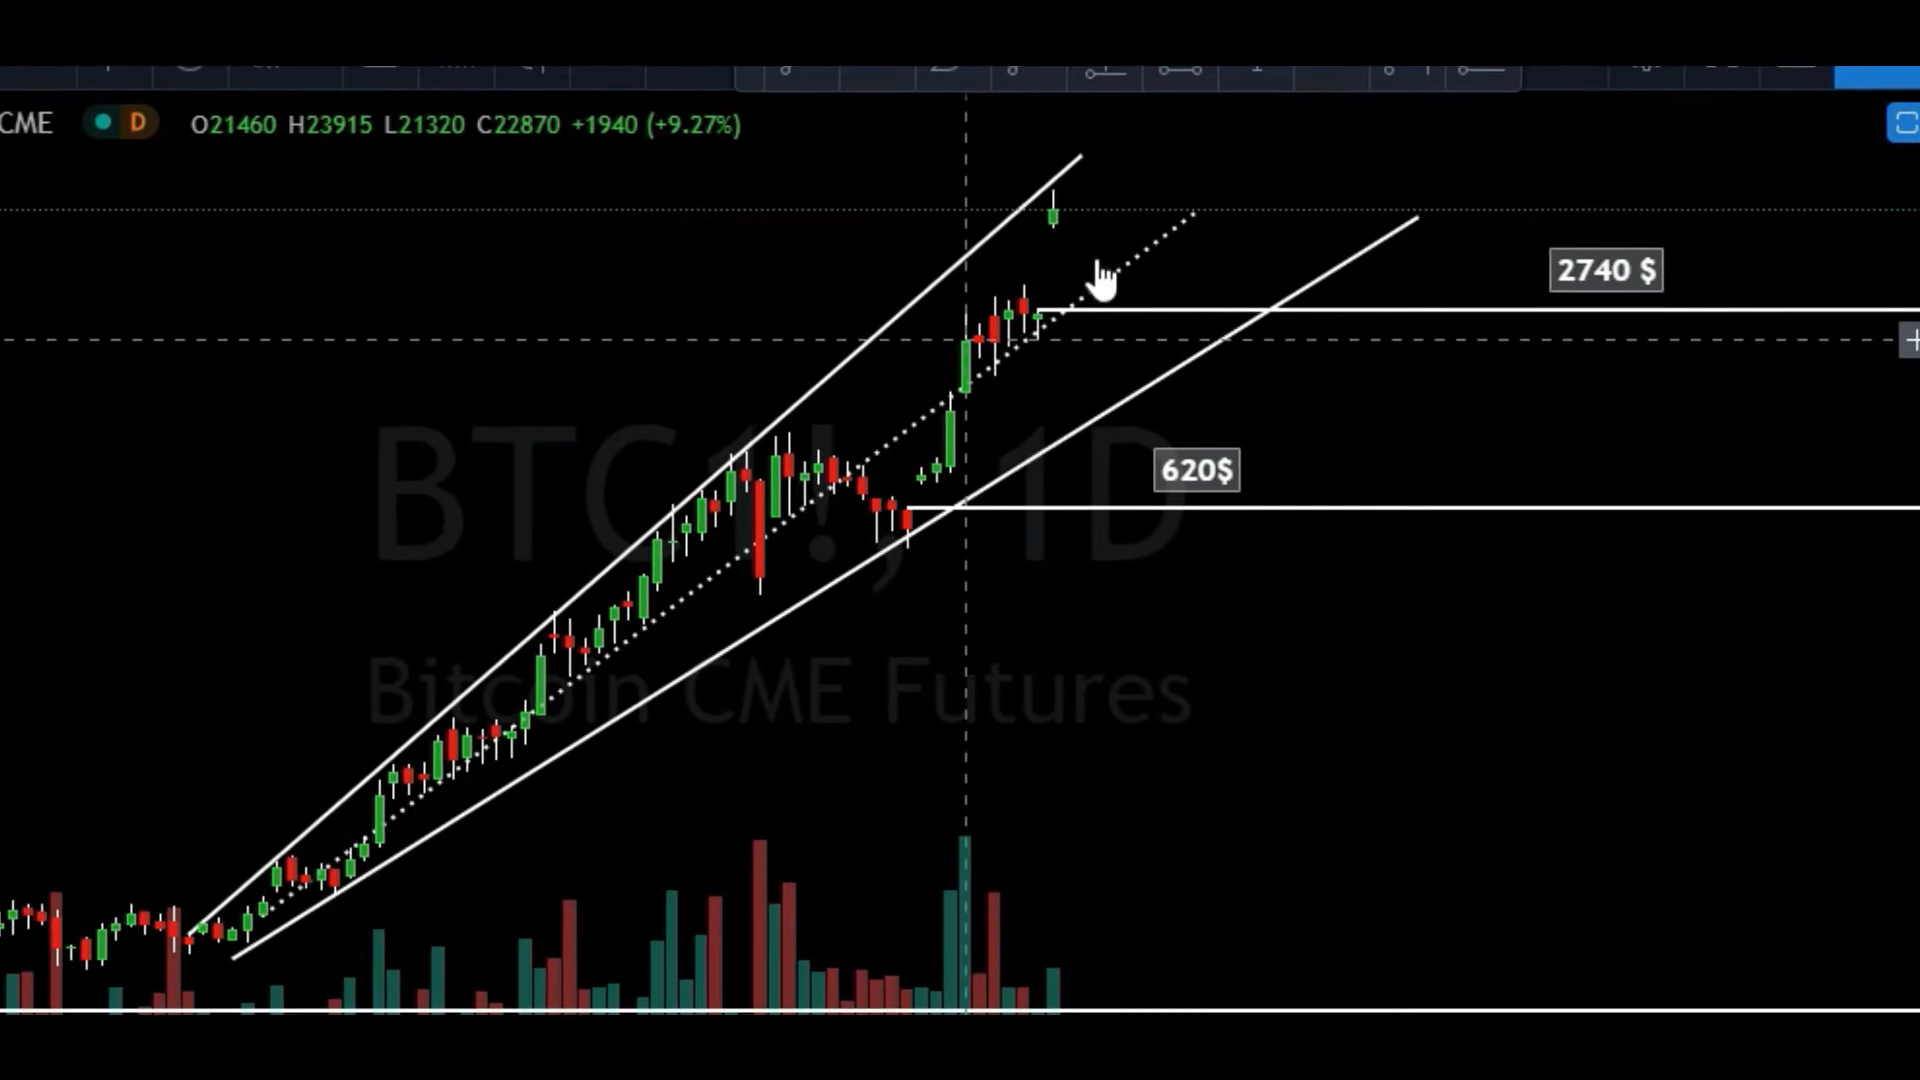 CME D O21460 H23915 L21320 C22870 +1940 (+9.27%)
2740 $
BTC1!, 1D
620$
Bitcoin CME Futures